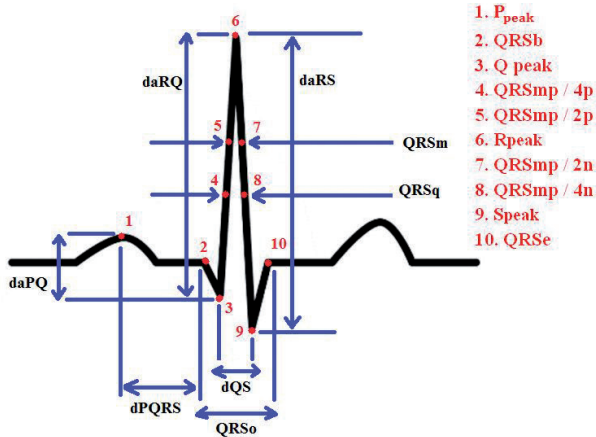 6
daRQ
daRS
5
7
QRSm
4
8
QRSq
1
2
10
daPQ
3
9
dQS
dPQRS
QRSo
1. Ppeak
2. QRSb
3. Q peak
4. QRSmp / 4p
5. QRSmp / 2p
6. Rpeak
7. QRSmp / 2n
8. QRSmp / 4n
9. Speak
10. QRSe